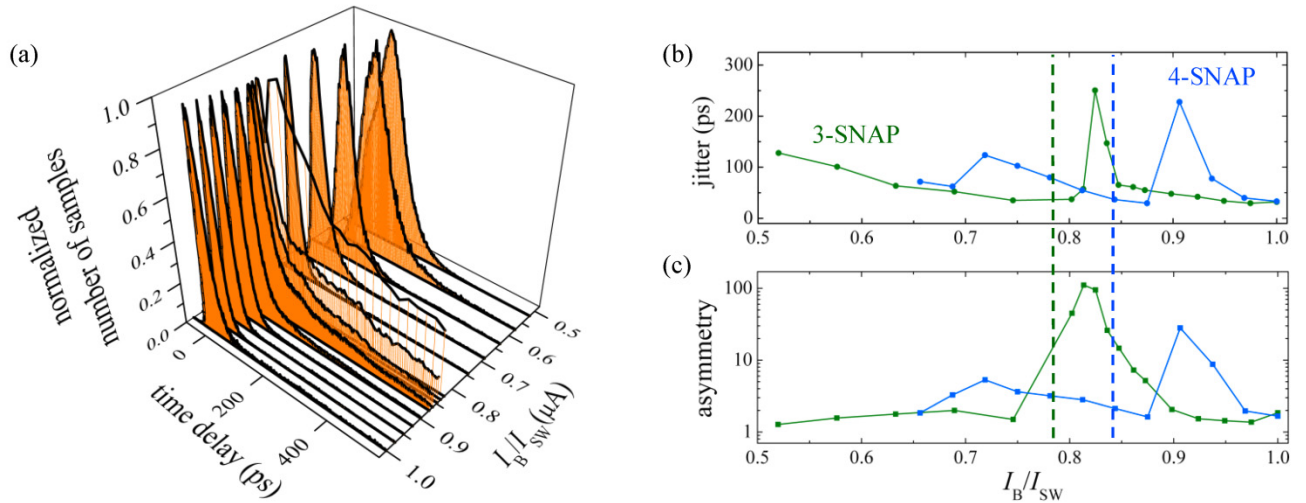 (a)
normalized
number of samples
1.0
0.8
0.6
0.4
0.2
0.0
0
200
400
time delay (ps)
0.5
0.6
0.7
0.8
0.9
1.0
I_B/I_SW(μA)
(b)
jitter (ps)
300
200
100
0
3-SNAP
4-SNAP
0.5 0.6 0.7 0.8 0.9 1.0
(c)
asymmetry
100
10
1
0.5 0.6 0.7 0.8 0.9 1.0
I_B/I_SW